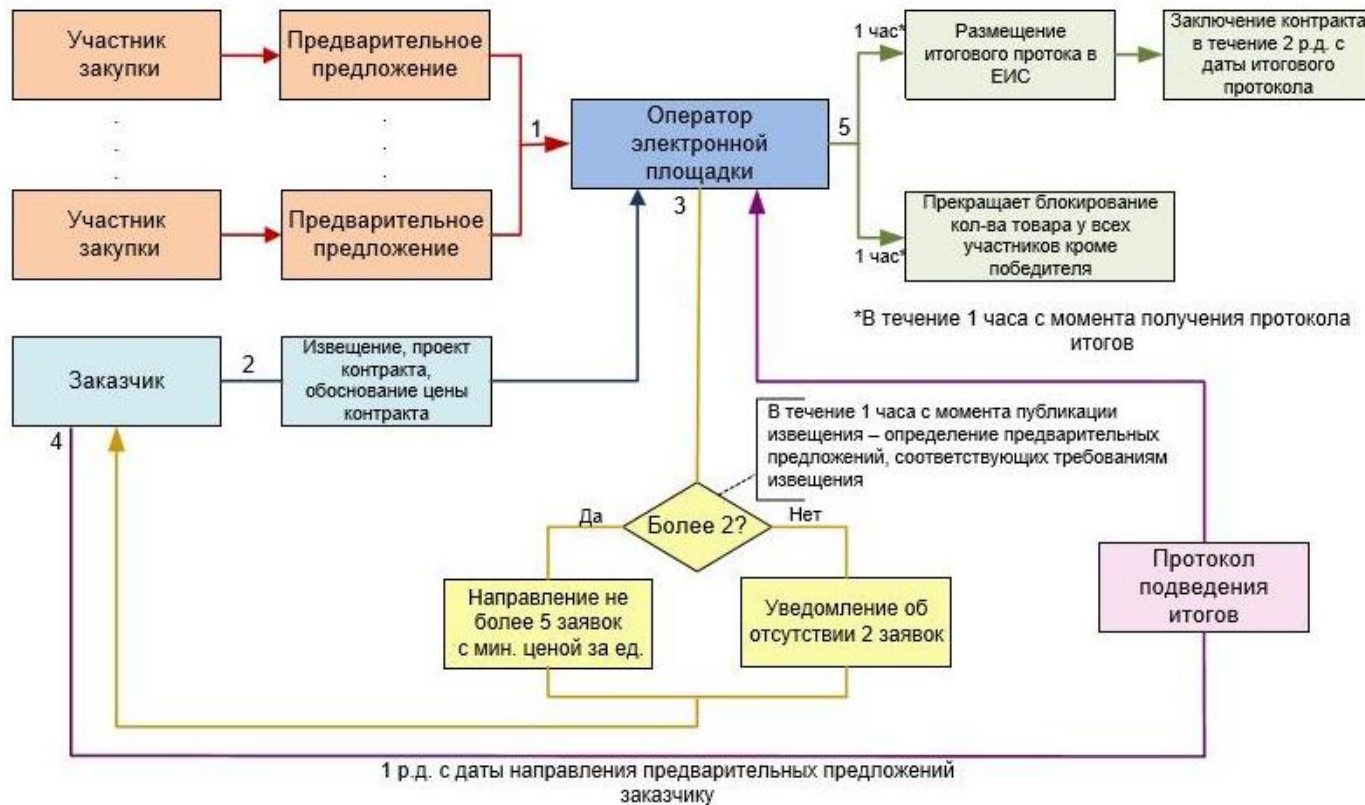 Участник
закупки
Предварительное
предложение
1 час*
Размещение
итогового протока в
ЕИС
Заключение контракта
в течение 2 р.д. с
даты итогового
протокола
1
Оператор
электронной
площадки
5
3
Участник
закупки
Предварительное
предложение
Прекращает блокирование
кол-ва товара у всех
участников кроме
победителя
1 час*
*В течение 1 часа с момента получения протокола
итогов
Заказчик
2
Извещение, проект
контракта,
обоснование цены
контракта
4
В течение 1 часа с момента публикации
извещения – определение предварительных
предложений, соответствующих требованиям
извещения
Да
Более 2?
Нет
Направление не
более 5 заявок
с мин. ценой за ед.
Уведомление об
отсутствии 2 заявок
Протокол
подведения
итогов
1 р.д. с даты направления предварительных предложений
заказчику